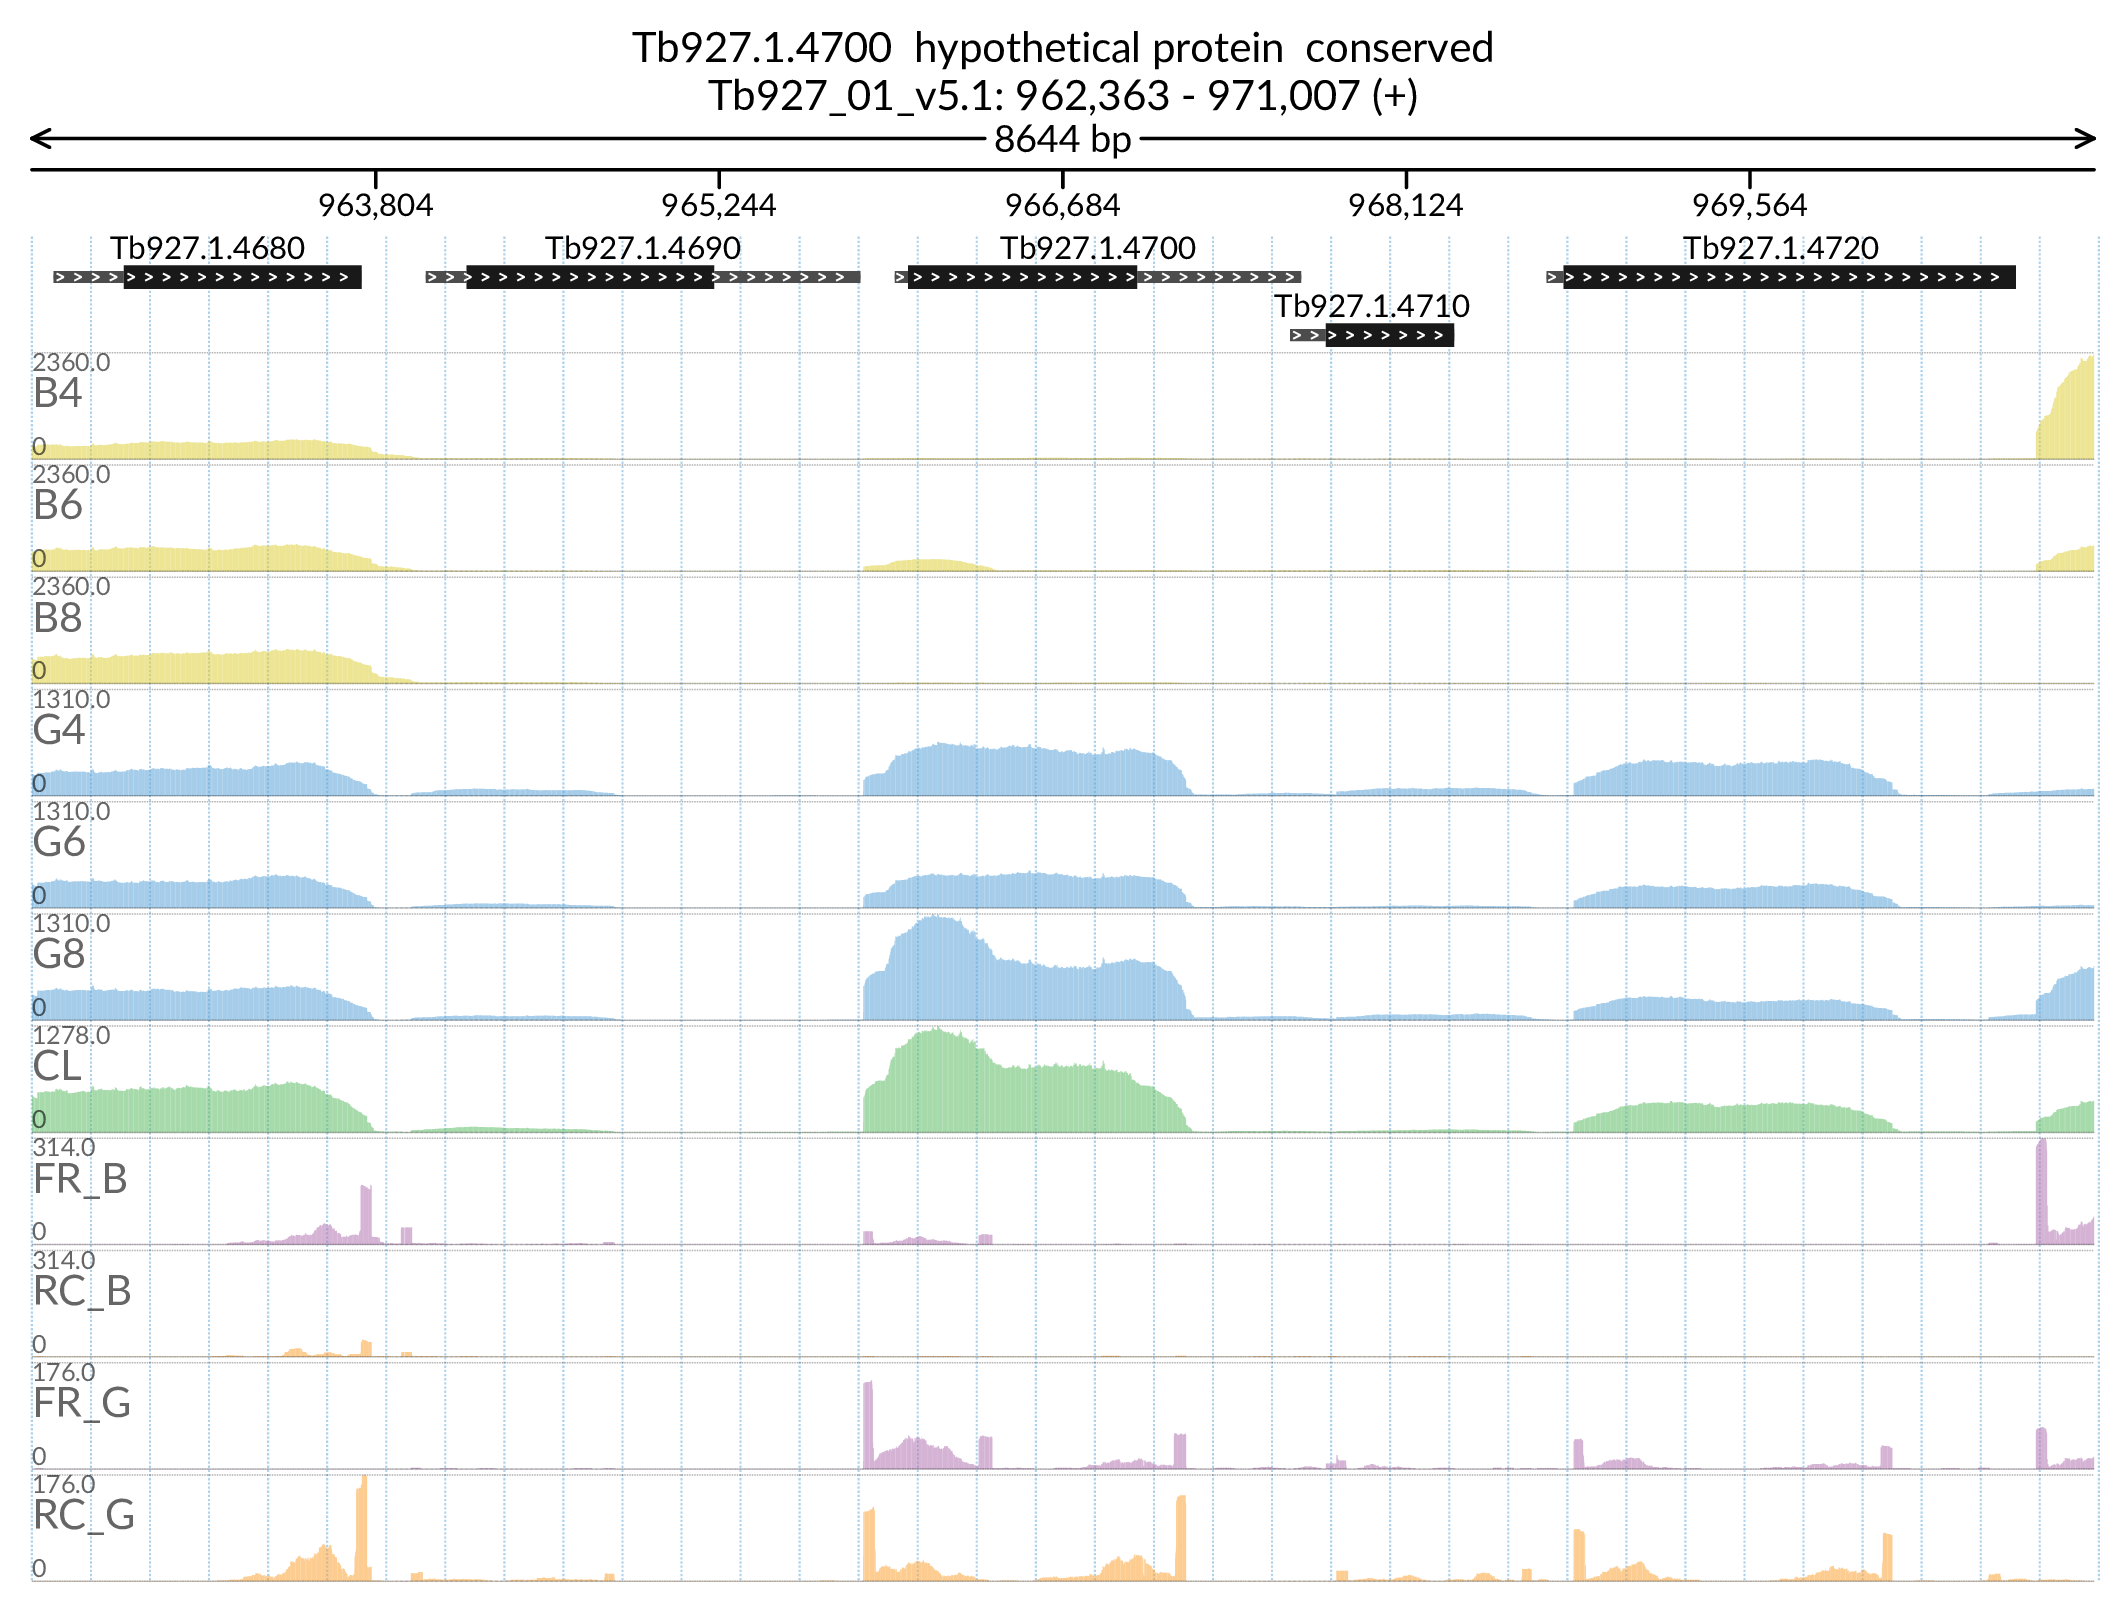 Tb927.1.4700  hypothetical protein  conserved
Tb927_01_v5.1: 962,363 - 971,007 (+)
8644 bp
963,804 965,244 966,684 968,124 969,564
Tb927.1.4680 Tb927.1.4690 Tb927.1.4700 Tb927.1.4720
Tb927.1.4710
2360.0
B4
0
2360.0
B6
0
2360.0
B8
0
1310.0
G4
0
1310.0
G6
0
1310.0
G8
0
1278.0
CL
0
314.0
FR_B
0
314.0
RC_B
0
176.0
FR_G
0
176.0
RC_G
0